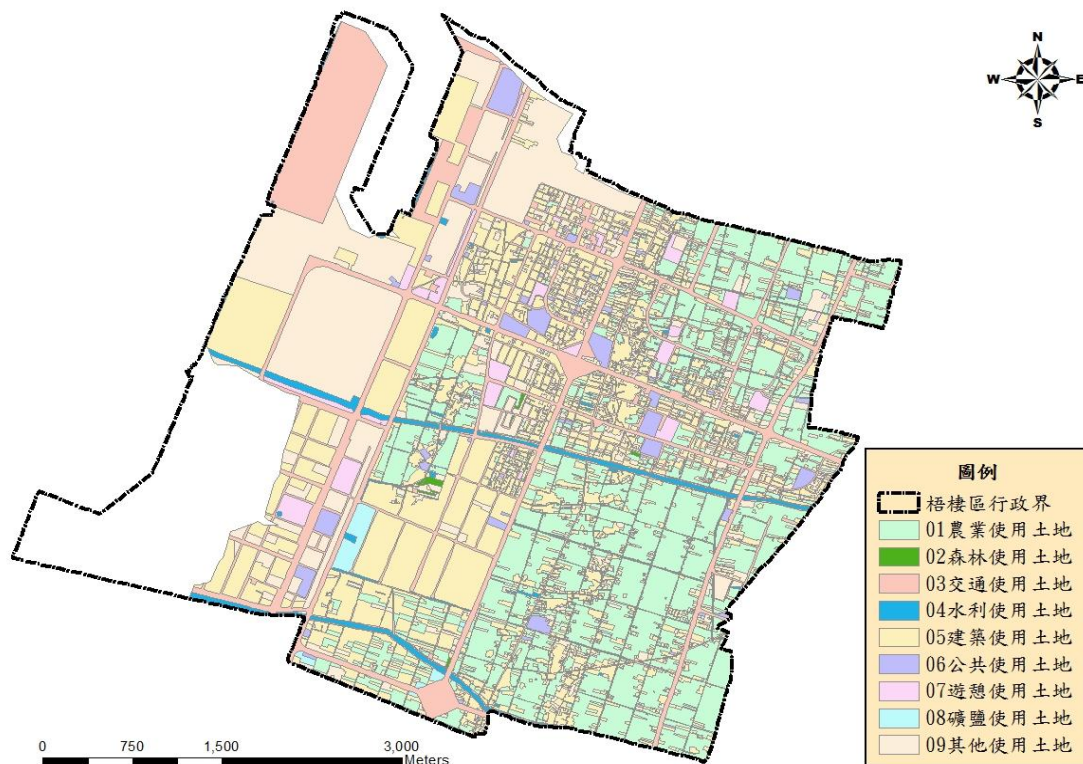 N
W E
S
圖例
梧棲區行政界
01農業使用土地
02森林使用土地
03交通使用土地
04水利使用土地
05建築使用土地
06公共使用土地
07遊憩使用土地
08礦鹽使用土地
09其他使用土地
0 750 1,500 3,000
Meters